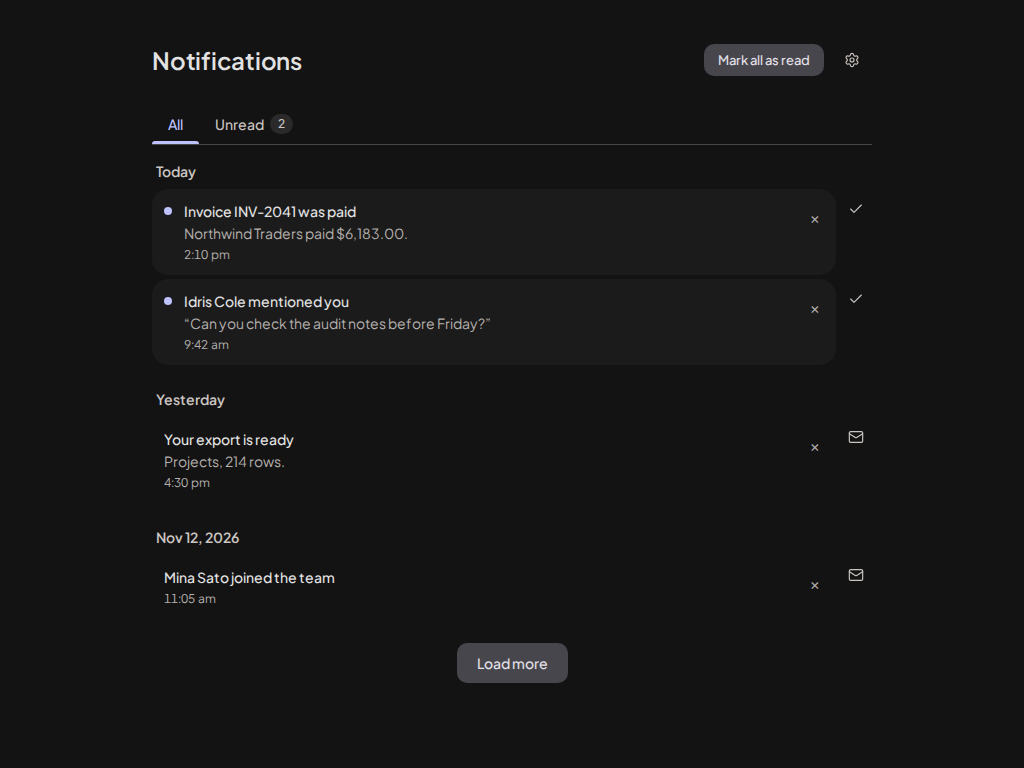 Notifications
Mark all as read
All
Unread 2
Today
Invoice INV-2041 was paid
Northwind Traders paid $6,183.00.
2:10 pm
Idris Cole mentioned you
“Can you check the audit notes before Friday?”
9:42 am
Yesterday
Your export is ready
Projects, 214 rows.
4:30 pm
Nov 12, 2026
Mina Sato joined the team
11:05 am
Load more